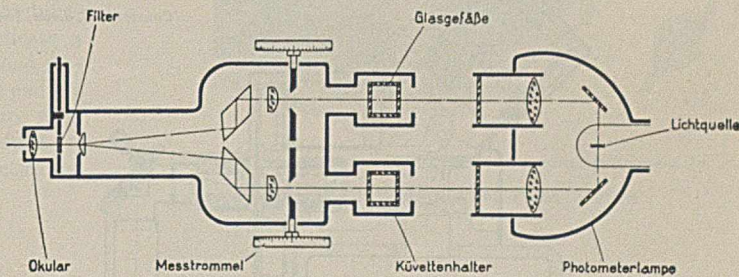 Filter
Glasgefäße
Lichtquelle
Okular
Messtrommel
Küvettenhalter
Photometerlampe